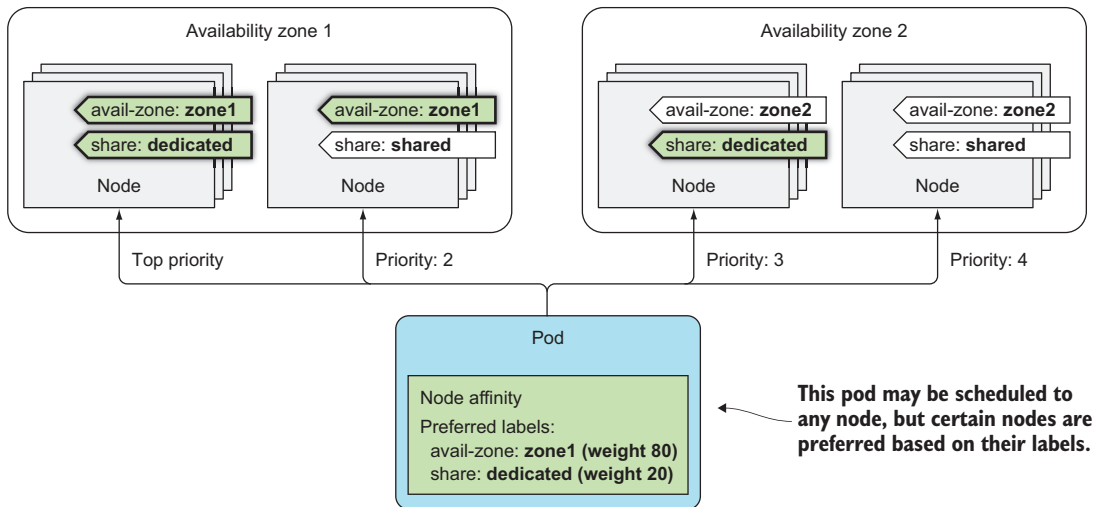 Availability zone 1
Availability zone 2
avail-zone: zone1
avail-zone: zone1
avail-zone: zone2
avail-zone: zone2
share: dedicated
share: shared
share: dedicated
share: shared
Node
Node
Node
Node
Top priority
Priority: 2
Priority: 3
Priority: 4
Pod
Node affinity
Preferred labels:
avail-zone: zone1 (weight 80)
share: dedicated (weight 20)
This pod may be scheduled to
any node, but certain nodes are
preferred based on their labels.